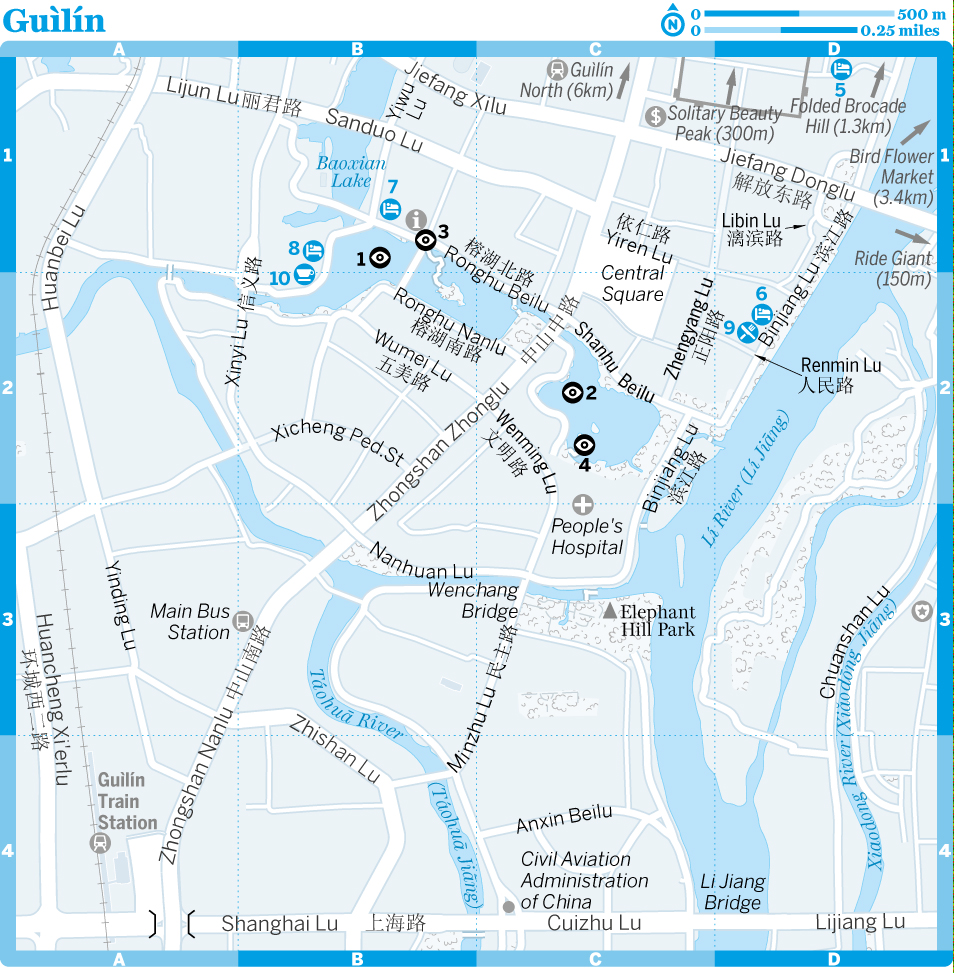 Guìlín
0 500 m
0 0.25 miles
N
A B C D
1
2
3
4
1
2
3
4
A B C D
Lijun Lu 丽君路
Yiwu
Lu
Jiefang Xilu
Sanduo Lu
Guìlín
North (6km)
$
Solitary Beauty
Peak (300m)
5
Folded Brocade
Hill (1.3km)
Bird Flower
Market
(3.4km)
Jiefang Donglu
解放东路
Baoxian
Lake
7
i
3
8
1
10
Huanbei Lu
Xinyi Lu 信义路
榕湖北路
Ronghu Beilu
依仁路
Yiren Lu
Central
Square
Libin Lu
漓滨路
Binjiang Lu 滨江路
Ride Giant
(150m)
Ronghu Nanlu
榕湖南路
Wumei Lu
五美路
中山中路
Zhongshan Zhonglu
Shanhu Beilu
Zhengyang Lu
正阳路
6
9
Renmin Lu
人民路
2
4
Xicheng Ped.St
Wenming Lu
文明路
Binjiang Lu
滨江路
Li River (Lí Jiāng)
People's
Hospital
Nanhuan Lu
Wenchang
Bridge
Elephant
Hill Park
Yinding Lu
Main Bus
Station
Huancheng Xi'erlu
环城西二路
Zhongshan Nanlu 中山南路
Táohuā River
(Táohuā Jiāng)
Minzhu Lu 民主路
Chuanshan Lu
Xiaodong River (Xiǎodōng Jiāng)
Zhishan Lu
Guìlín
Train
Station
Anxin Beilu
Civil Aviation
Administration
of China
Li Jiang
Bridge
Shanghai Lu 上海路
Cuizhu Lu
Lijiang Lu